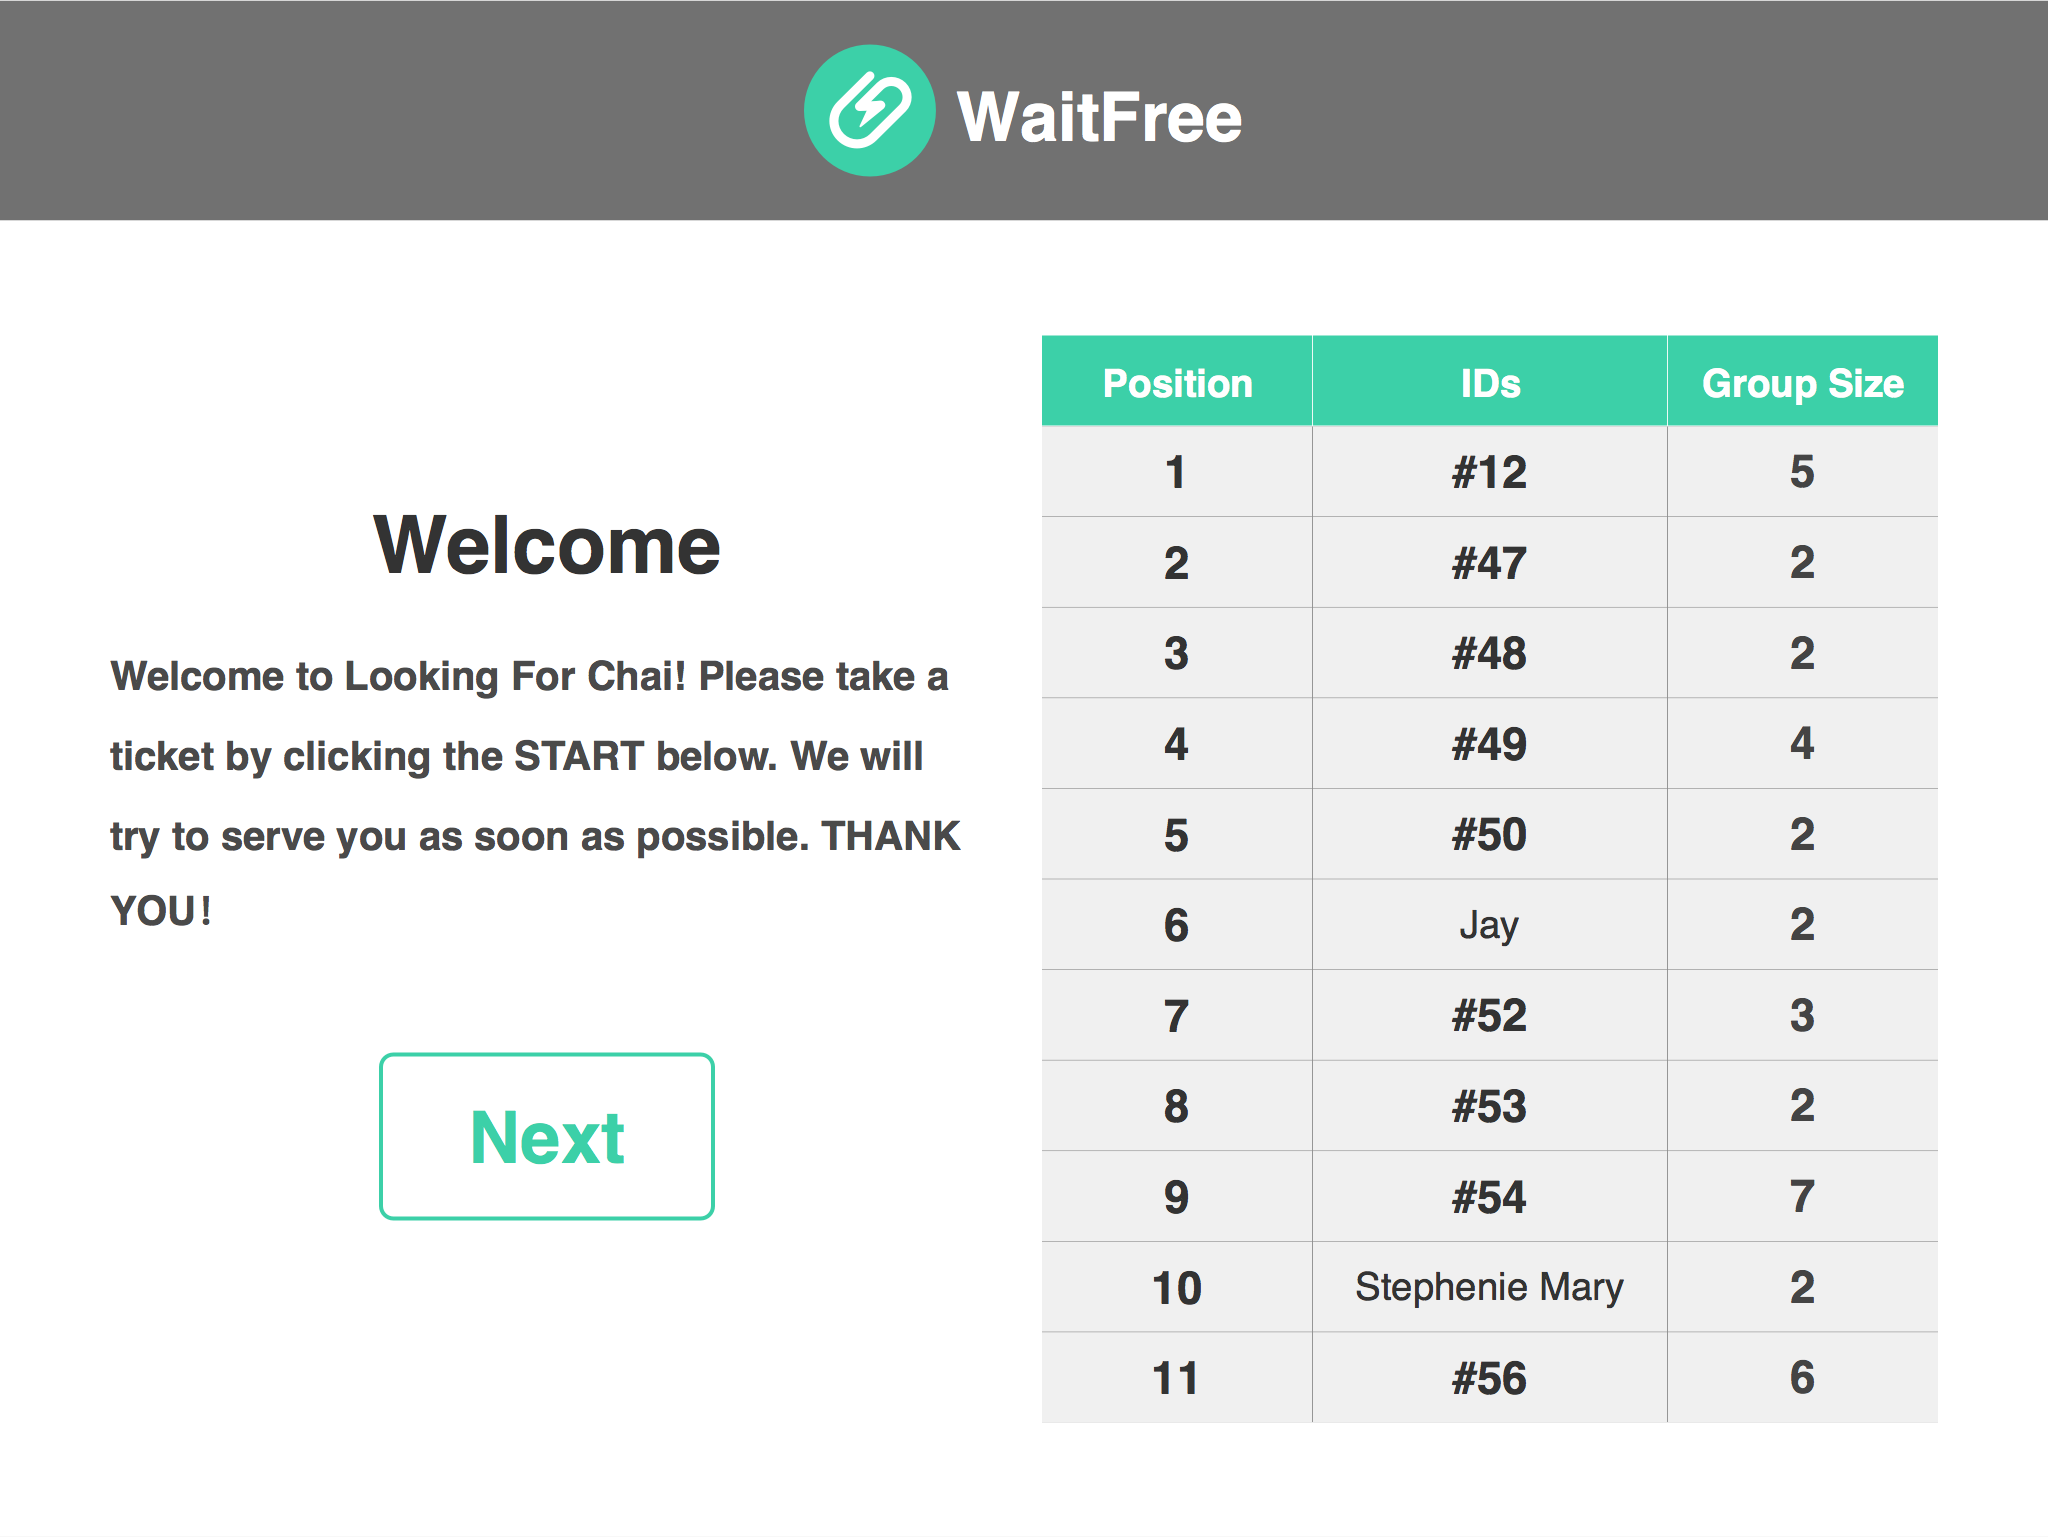 WaitFree
Welcome
Welcome to Looking For Chai! Please take a
ticket by clicking the START below. We will
try to serve you as soon as possible. THANK
YOU!
Next
Position IDs Group Size
1 #12 5
2 #47 2
3 #48 2
4 #49 4
5 #50 2
6 Jay 2
7 #52 3
8 #53 2
9 #54 7
10 Stephenie Mary 2
11 #56 6